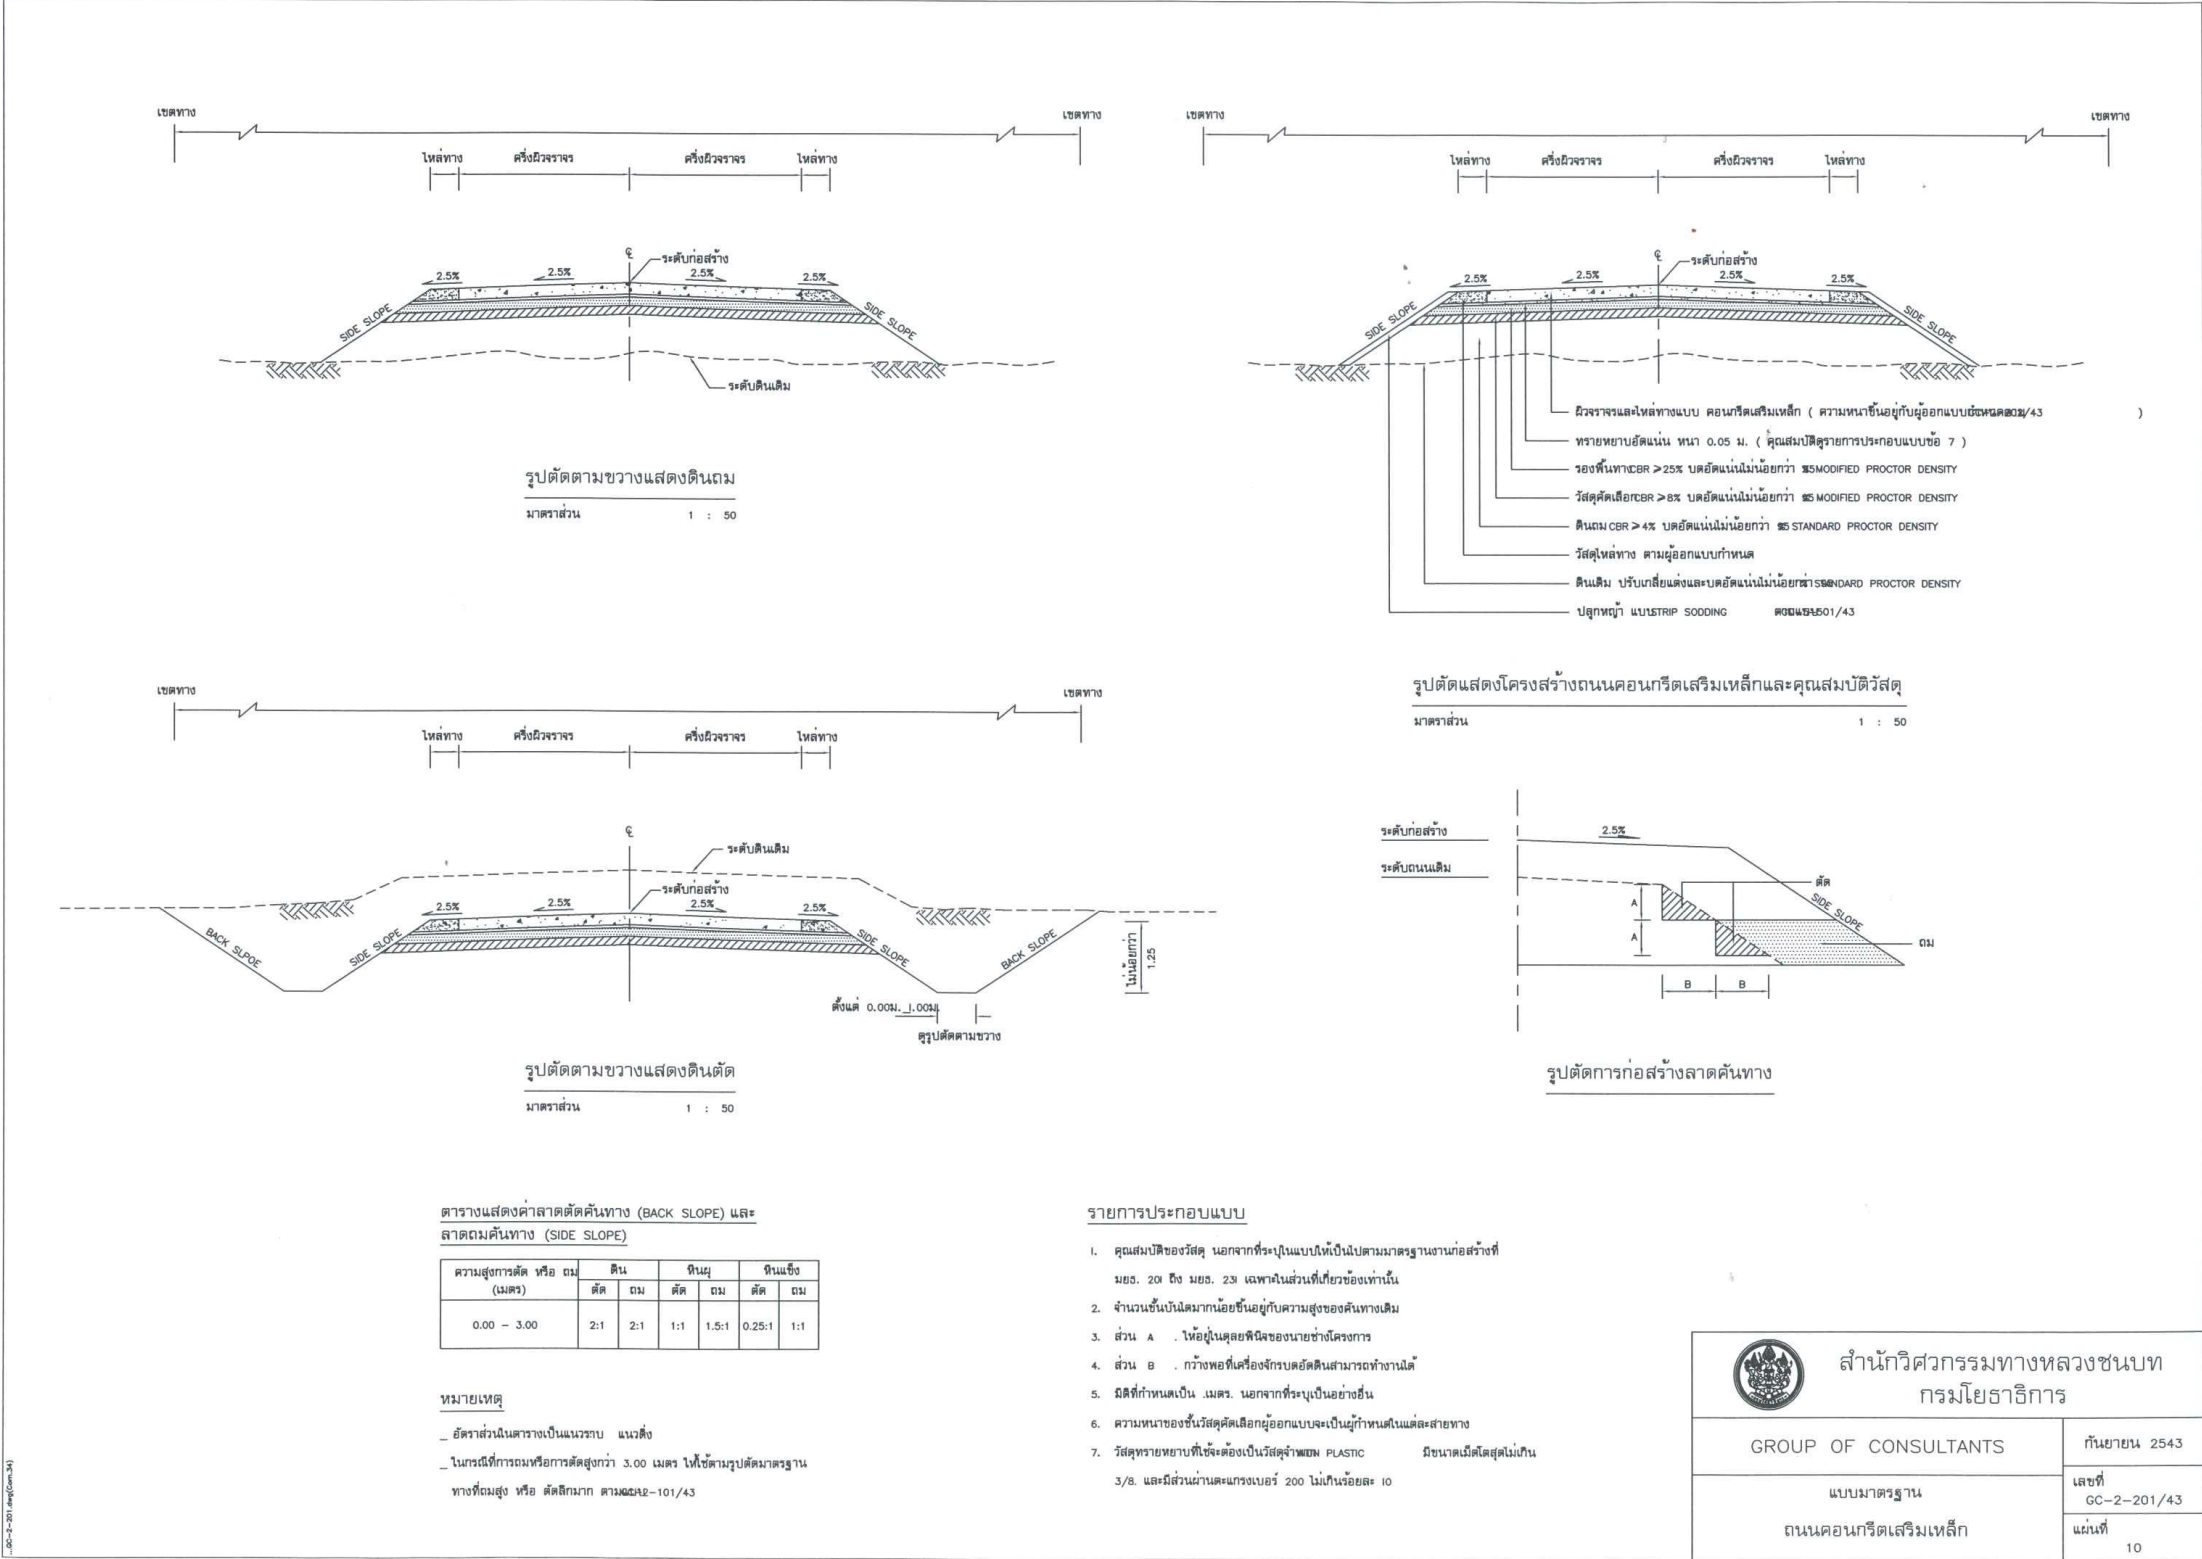 เขตทาง
เขตทาง
ไหล่ทาง ครึ่งผิวจราจร ครึ่งผิวจราจร ไหล่ทาง
℄
ระดับก่อสร้าง
2.5% 2.5% 2.5% 2.5%
SIDE SLOPE SIDE SLOPE
ระดับดินเดิม
รูปตัดตามขวางแสดงดินถม
มาตราส่วน 1 : 50
เขตทาง
เขตทาง
ไหล่ทาง ครึ่งผิวจราจร ครึ่งผิวจราจร ไหล่ทาง
℄
ระดับก่อสร้าง
2.5% 2.5% 2.5% 2.5%
SIDE SLOPE SIDE SLOPE
ผิวจราจรและไหล่ทางแบบ คอนกรีตเสริมเหล็ก ( ความหนาขึ้นอยู่กับผู้ออกแบบ /43 )
ทรายหยาบอัดแน่น หนา 0.05 ม. ( คุณสมบัติดูรายการประกอบแบบข้อ 7 )
รองพื้นทาง CBR ≥25% บดอัดแน่นไม่น้อยกว่า MODIFIED PROCTOR DENSITY
วัสดุคัดเลือก CBR ≥8% บดอัดแน่นไม่น้อยกว่า MODIFIED PROCTOR DENSITY
ดินถม CBR ≥4% บดอัดแน่นไม่น้อยกว่า STANDARD PROCTOR DENSITY
วัสดุไหล่ทาง ตามผู้ออกแบบกำหนด
ดินเดิม ปรับเกลี่ยแต่งและบดอัดแน่นไม่น้อยกว่า STANDARD PROCTOR DENSITY
ปลูกหญ้า แบบ STRIP SODDING 501/43
รูปตัดแสดงโครงสร้างถนนคอนกรีตเสริมเหล็กและคุณสมบัติวัสดุ
มาตราส่วน 1 : 50
เขตทาง
เขตทาง
ไหล่ทาง ครึ่งผิวจราจร ครึ่งผิวจราจร ไหล่ทาง
℄
ระดับดินเดิม
ระดับก่อสร้าง
2.5% 2.5% 2.5% 2.5%
BACK SLPOE SIDE SLOPE SIDE SLOPE BACK SLOPE
ไม่น้อยกว่า
1.25
ตั้งแต่ 0.00ม._1.00ม.
ดูรูปตัดตามขวาง
รูปตัดตามขวางแสดงดินตัด
มาตราส่วน 1 : 50
ระดับก่อสร้าง
2.5%
ระดับถนนเดิม
ตัด
A
SIDE SLOPE
A
ถม
B B
รูปตัดการก่อสร้างลาดคันทาง
ตารางแสดงค่าลาดตัดคันทาง (BACK SLOPE) และ
ลาดถมคันทาง (SIDE SLOPE)
ความสูงการตัด หรือ ถม ดิน หินผุ หินแข็ง
(เมตร) ตัด ถม ตัด ถม ตัด ถม
0.00 - 3.00 2:1 2:1 1:1 1.5:1 0.25:1 1:1
หมายเหตุ
_ อัตราส่วนในตารางเป็นแนวราบ แนวดิ่ง
_ ในกรณีที่การถมหรือการตัดสูงกว่า 3.00 เมตร ให้ใช้ตามรูปตัดมาตรฐาน
ทางที่ถมสูง หรือ ตัดลึกมาก ตาม -2-101/43
รายการประกอบแบบ
1. คุณสมบัติของวัสดุ นอกจากที่ระบุในแบบให้เป็นไปตามมาตรฐานงานก่อสร้างที่
มยธ. 201 ถึง มยธ. 231 เฉพาะในส่วนที่เกี่ยวข้องเท่านั้น
2. จำนวนขั้นบันไดมากน้อยขึ้นอยู่กับความสูงของคันทางเดิม
3. ส่วน A . ให้อยู่ในดุลยพินิจของนายช่างโครงการ
4. ส่วน B . กว้างพอที่เครื่องจักรบดอัดดินสามารถทำงานได้
5. มิติที่กำหนดเป็น .เมตร. นอกจากที่ระบุเป็นอย่างอื่น
6. ความหนาของชั้นวัสดุคัดเลือกผู้ออกแบบจะเป็นผู้กำหนดในแต่ละสายทาง
7. วัสดุทรายหยาบที่ใช้จะต้องเป็นวัสดุจำพวก PLASTIC มีขนาดเม็ดโตสุดไม่เกิน
3/8. และมีส่วนผ่านตะแกรงเบอร์ 200 ไม่เกินร้อยละ 10
สำนักวิศวกรรมทางหลวงชนบท
กรมโยธาธิการ
GROUP OF CONSULTANTS
กันยายน 2543
แบบมาตรฐาน
ถนนคอนกรีตเสริมเหล็ก
เลขที่
GC-2-201/43
แผ่นที่
10
...GC-2-201.dwg(Com.34)